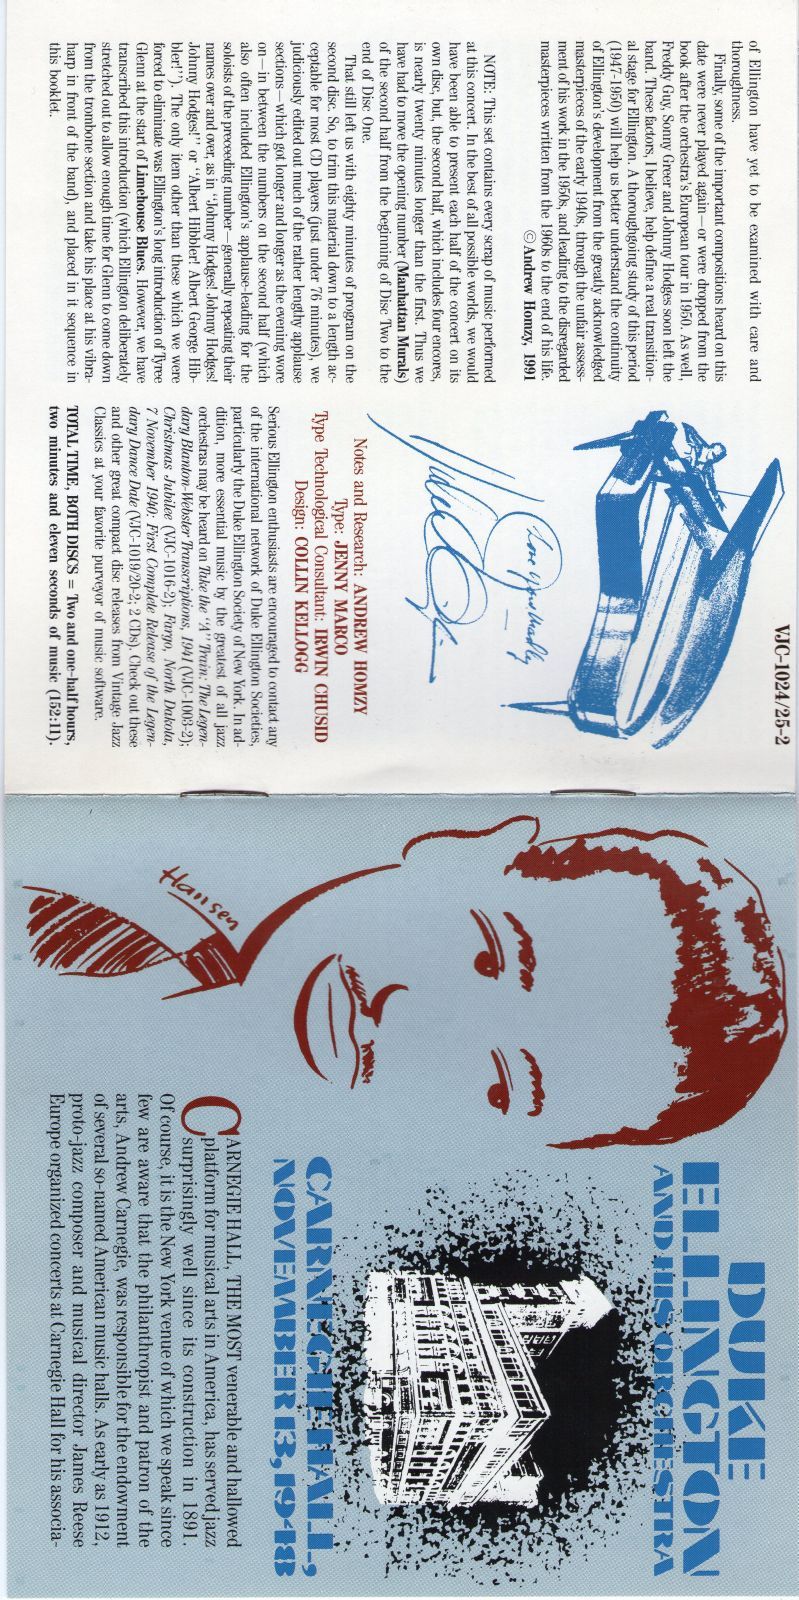 of Ellington have yet to be examined with care and
thoroughness.
Finally, some of the important compositions heard on this
date were never played again—or were dropped from the
book after the orchestra's European tour in 1950. As well,
Freddy Guy, Sonny Greer and Johnny Hodges soon left the
band. These factors, I believe, help define a real transition-
al stage for Ellington. A thoroughgoing study of this period
(1947-1950) will help us better understand the continuity
of Ellington's development from the greatly acknowledged
masterpieces of the early 1940s, through the unfair assess-
ment of his work in the 1950s, and leading to the disregarded
masterpieces written from the 1960s to the end of his life.
©Andrew Homzy, 1991
NOTE: This set contains every scrap of music performed
at this concert. In the best of all possible worlds, we would
have been able to present each half of the concert on its
own disc, but, the second half, which includes four encores,
is nearly twenty minutes longer than the first. Thus we
have had to move the opening number (Manhattan Murals)
of the second half from the beginning of Disc Two to the
end of Disc One.
That still left us with eighty minutes of program on the
second disc. So, to trim this material down to a length ac-
ceptable for most CD players (just under 76 minutes), we
judiciously edited out much of the rather lengthy applause
sections—which got longer and longer as the evening wore
on—in between the numbers on the second half (which
also often included Ellington's applause-leading for the
soloists of the preceeding number—generally repeating their
names over and over, as in "Johnny Hodges! Johnny Hodges!
Johnny Hodges!" or "Albert Hibbler! Albert George Hib-
bler!"). The only item other than these which we were
forced to eliminate was Ellington's long introduction of Tyree
Glenn at the start of Limehouse Blues. However, we have
transcribed this introduction (which Ellington deliberately
stretched out to allow enough time for Glenn to come down
from the trombone section and take his place at his vibra-
harp in front of the band), and placed in it sequence in
this booklet.
VJC-1024/25-2
Love you madly
Duke Ellington
Notes and Research: ANDREW HOMZY
Type: JENNY MARCO
Type Technological Consultant: IRWIN CHUSID
Design: COLLIN KELLOGG
Serious Ellington enthusiasts are encouraged to contact any
of the international network of Duke Ellington Societies,
particularly the Duke Ellington Society of New York. In ad-
dition, more essential music by the greatest of all jazz
orchestras may be heard on Take the "A" Train: The Legen-
dary Blanton-Webster Transcriptions, 1941 (VJC-1003-2);
Christmas Jubilee (VJC-1016-2); Fargo, North Dakota,
7 November 1940: First Complete Release of the Legen-
dary Dance Date (VJC-1019/20-2; 2 CDs). Check out these
and other great compact disc releases from Vintage Jazz
Classics at your favorite purveyor of music software.
TOTAL TIME, BOTH DISCS = Two and one-half hours,
two minutes and eleven seconds of music (152:11).
Hansen
DUKE
ELLINGTON
AND HIS ORCHESTRA
CARNEGIE HALL,
NOVEMBER 13, 1948
CARNEGIE HALL, THE MOST venerable and hallowed
platform for musical arts in America, has served jazz
surprisingly well since its construction in 1891.
Of course, it is the New York venue of which we speak since
few are aware that the philanthropist and patron of the
arts, Andrew Carnegie, was responsible for the endowment
of several so-named American music halls. As early as 1912,
proto-jazz composer and musical director James Reese
Europe organized concerts at Carnegie Hall for his associa-